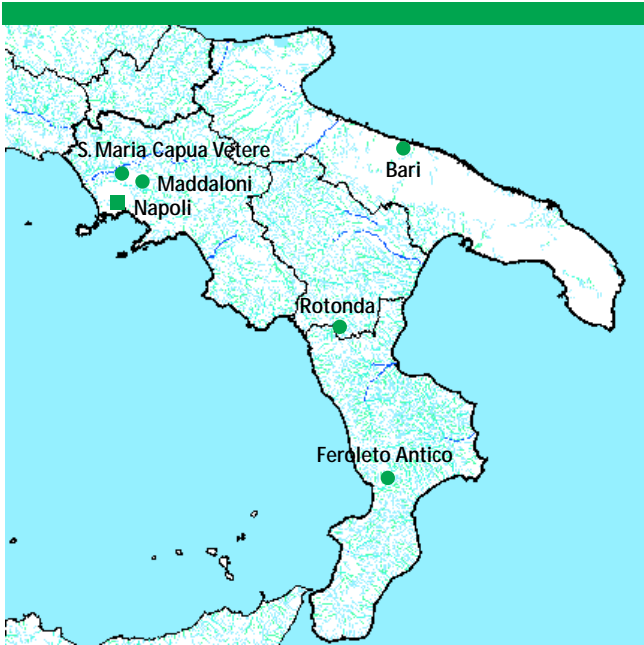 S. Maria Capua Vetere
Maddaloni
Napoli
Bari
Rotonda
Feroleto Antico